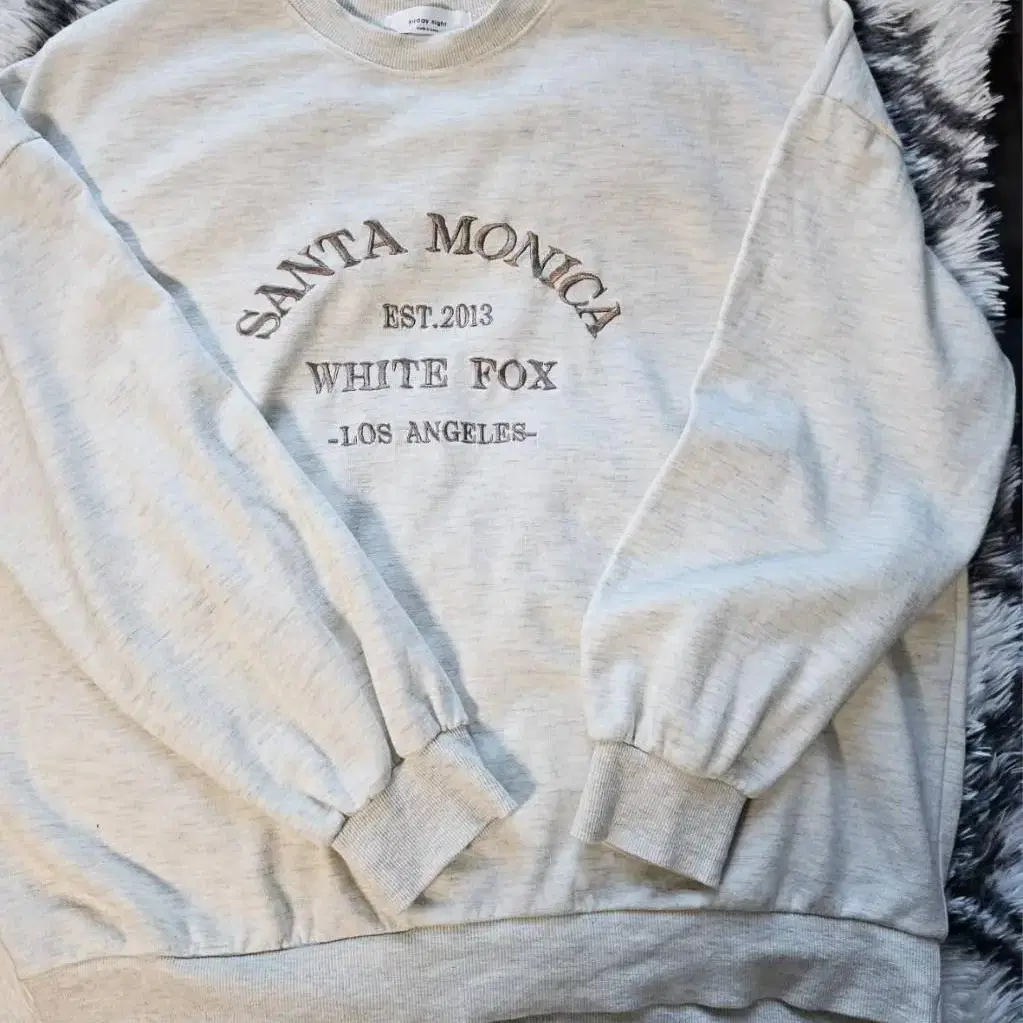 SANTA MONICA
EST.2013
WHITE FOX
-LOS ANGELES-